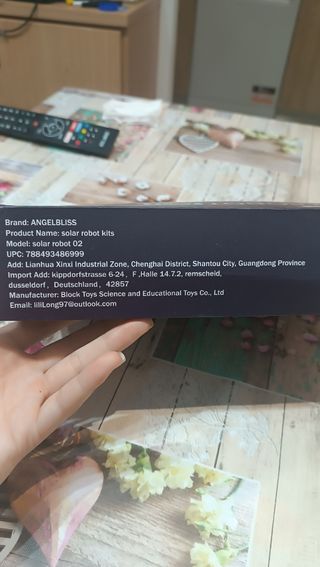 Brand: ANGELBLISS
Product Name: solar robot kits
Model: solar robot 02
UPC: 788493486999
Add: Lianhua Xinxi Industrial Zone, Chenghai District, Shantou City, Guangdong Province
Import Add: kippdorfstrasse 6-24, F ,Halle 14.7.2, remscheid,
dusseldorf, Deutschland, 42857
Manufacturer: Block Toys Science and Educational Toys Co., Ltd
Email: liliLong97@outlook.com